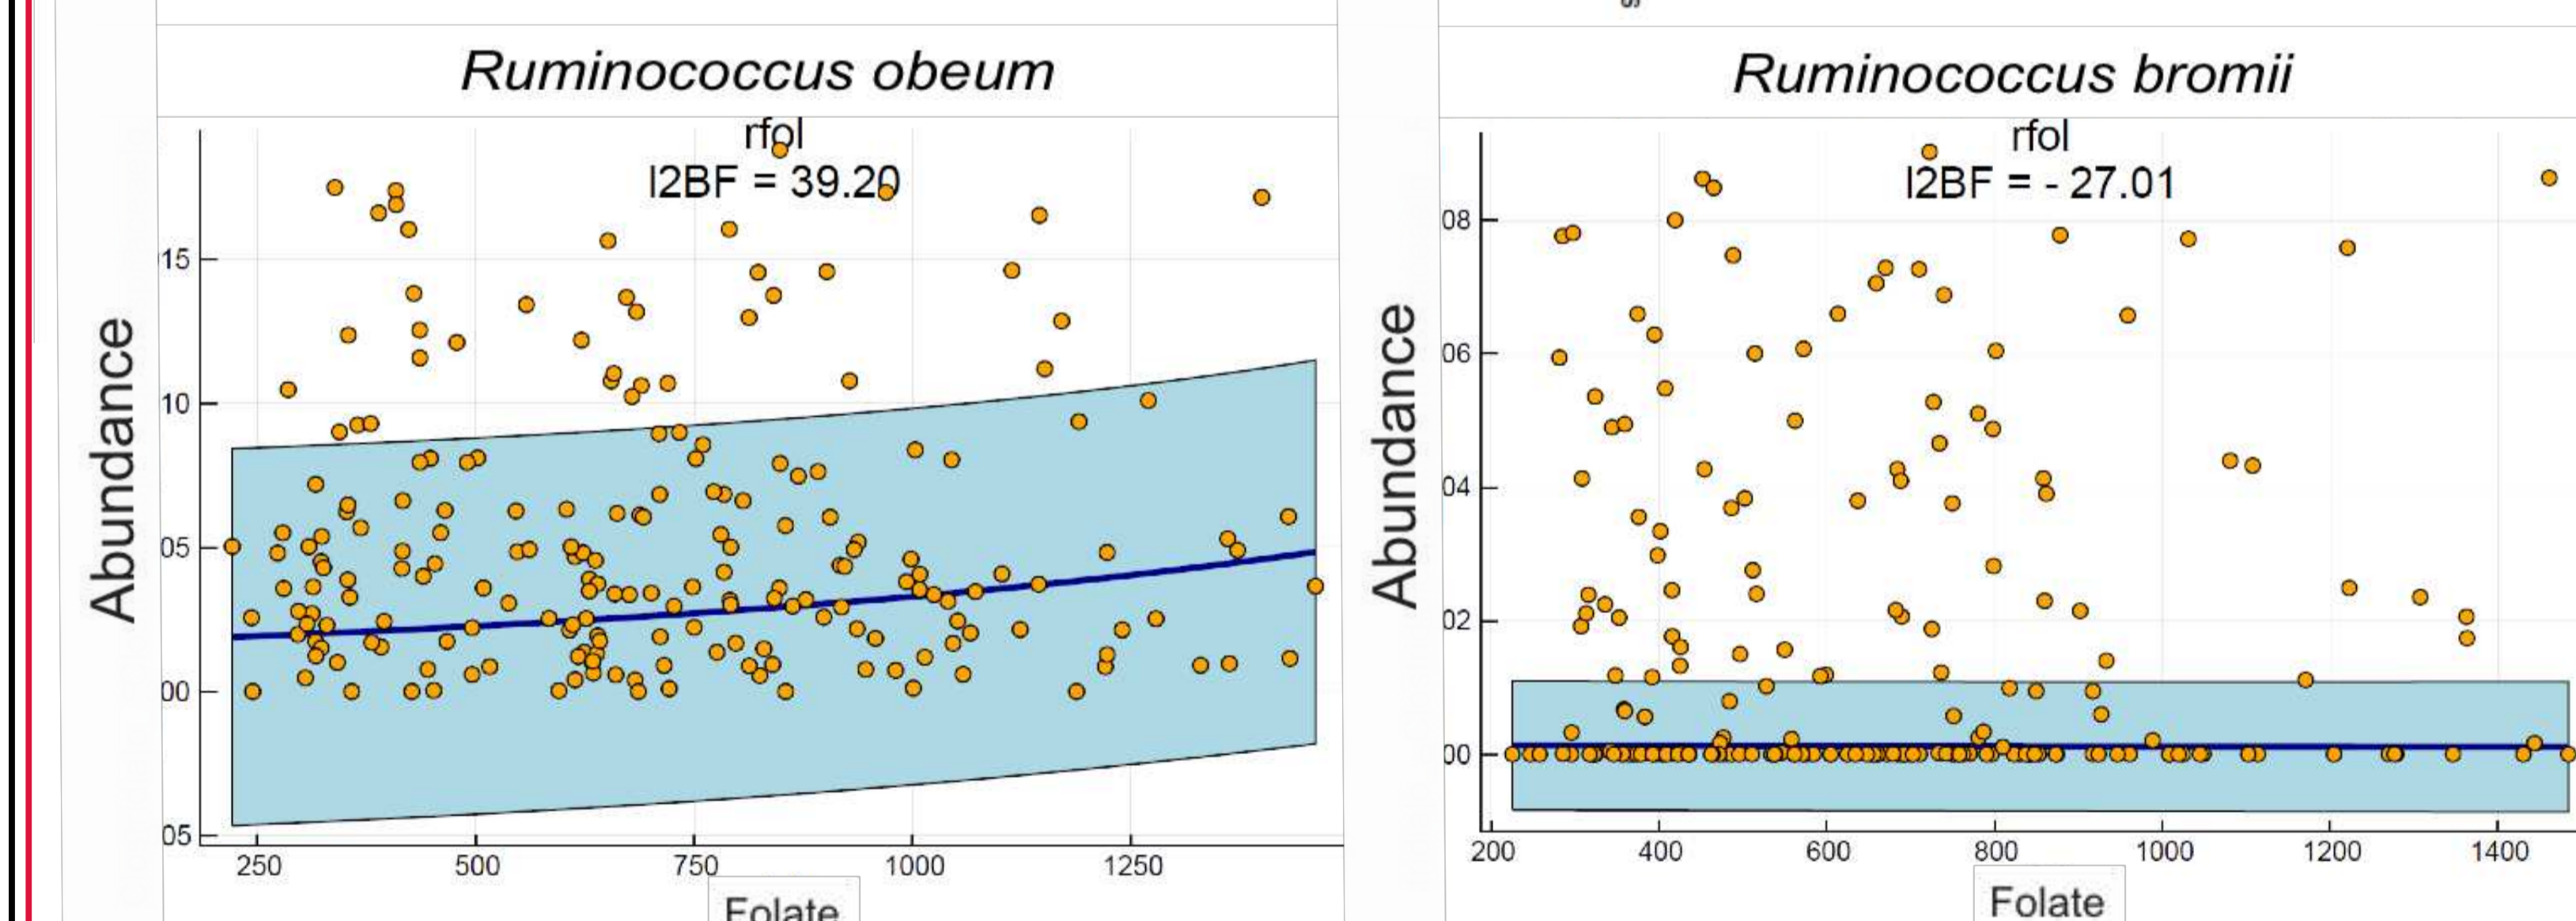 Ruminococcus obeum
rfol
l2BF = 39.20
Abundance
15
10
05
00
05
250 500 750 1000 1250
Folate
Ruminococcus bromii
rfol
l2BF = - 27.01
Abundance
08
06
04
02
00
200 400 600 800 1000 1200 1400
Folate